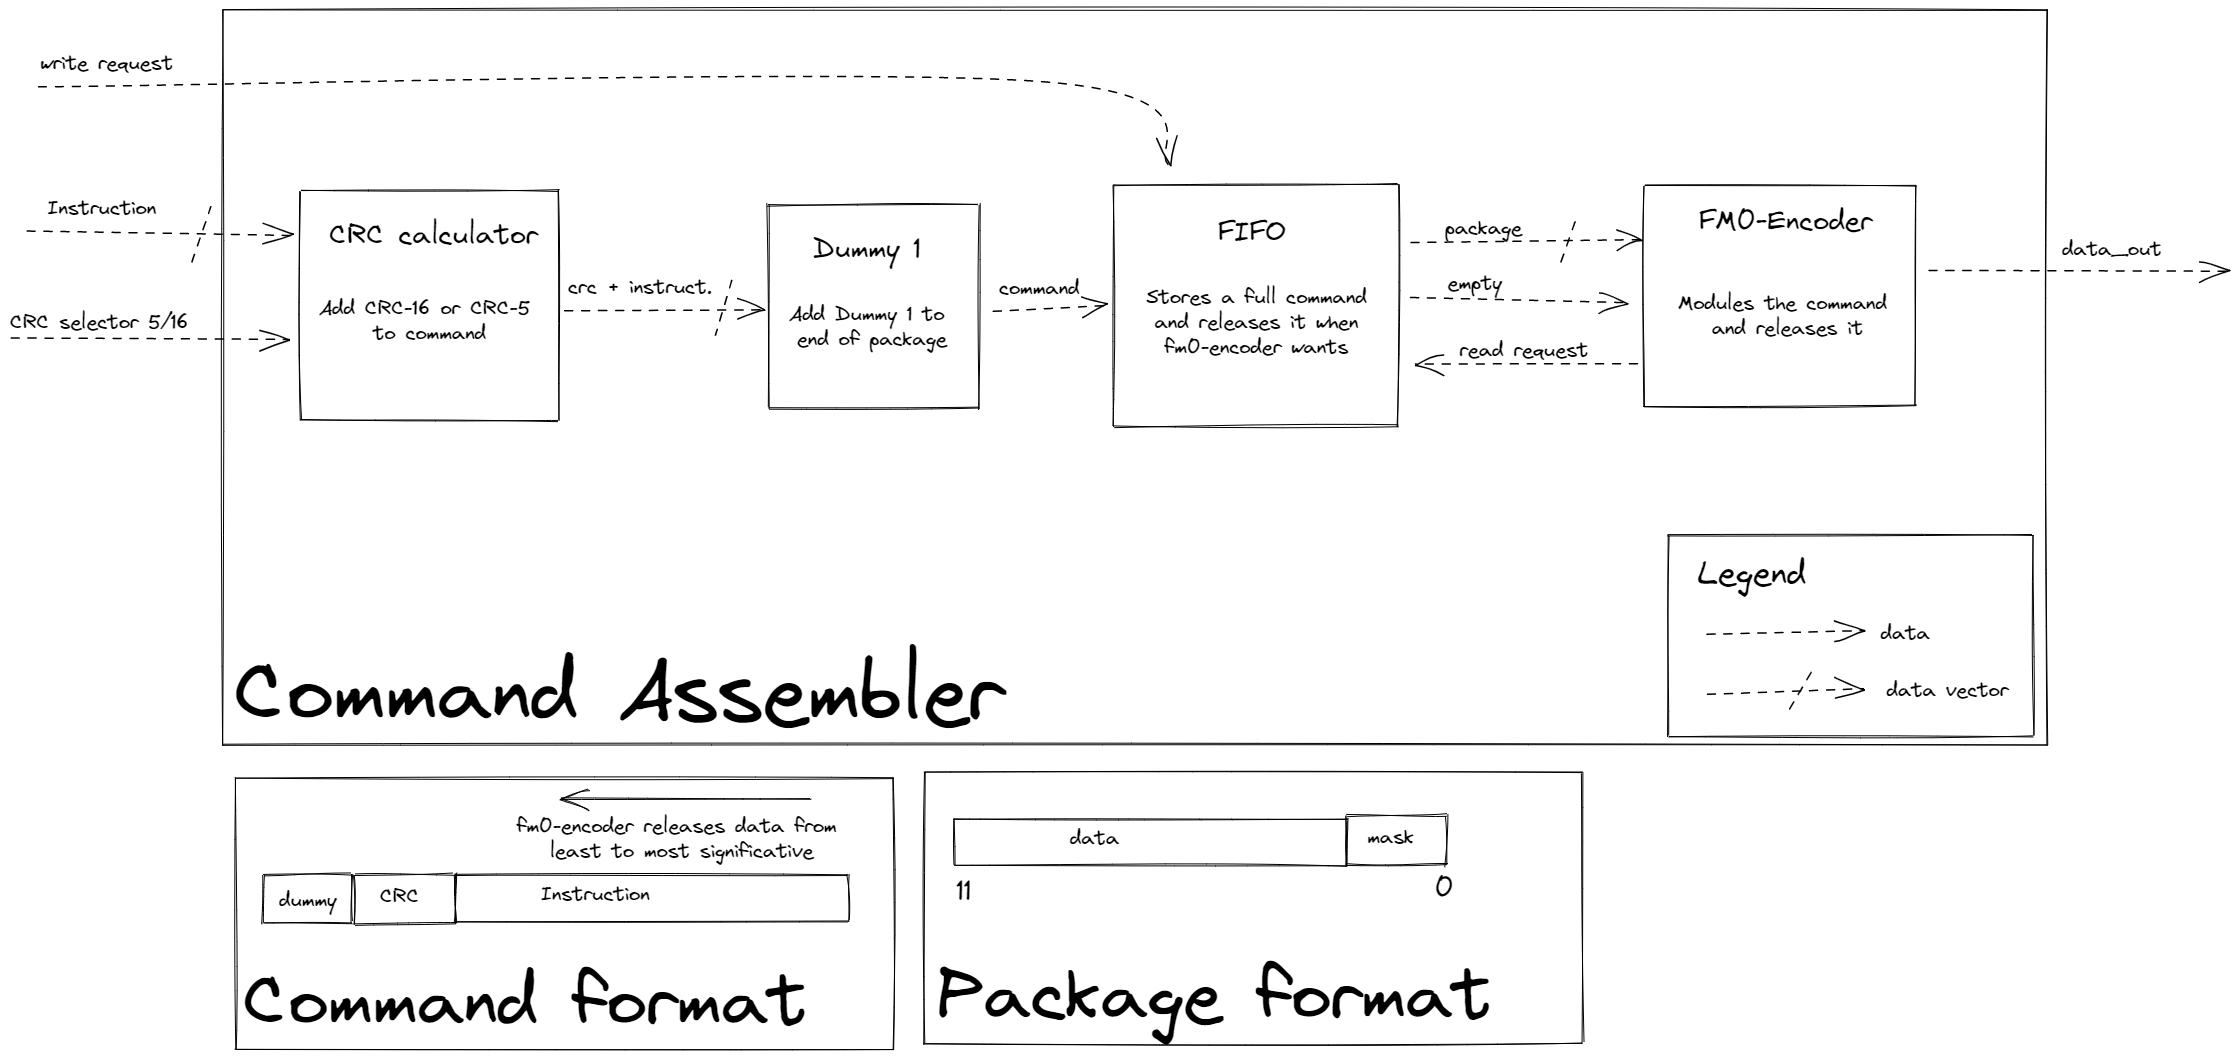 write request
Instruction
CRC selector 5/16
CRC calculator
Add CRC-16 or CRC-5
to command
crc + instruct.
Dummy 1
Add Dummy 1 to
end of package
command
FIFO
Stores a full command
and releases it when
fm0-encoder wants
package
empty
read request
FM0-Encoder
Modules the command
and releases it
data_out
Legend
data
data vector
Command Assembler
fm0-encoder releases data from
least to most significative
dummy
CRC
Instruction
Command format
data
mask
11
0
Package format